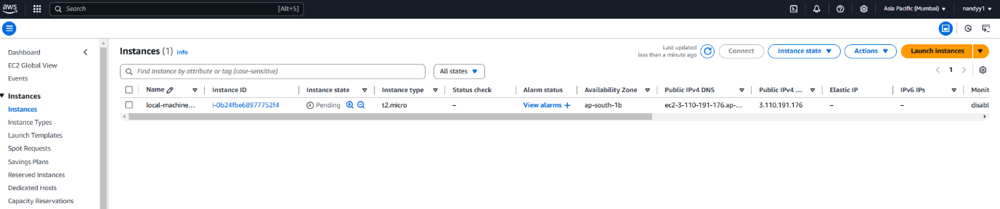 aws
Search [Alt+S]
Asia Pacific (Mumbai) nandyy1
Dashboard
EC2 Global View
Events
Instances
Instances
Instance Types
Launch Templates
Spot Requests
Savings Plans
Reserved Instances
Dedicated Hosts
Capacity Reservations
Instances (1) Info
Last updated
less than a minute ago
Connect Instance state Actions Launch instances
Find Instance by attribute or tag (case-sensitive) All states 1
Name Instance ID Instance state Instance type Status check Alarm status Availability Zone Public IPv4 DNS Public IPv4 ... Elastic IP IPv6 IPs Monit
local-machine... i-0b24fbe68977752f4 Pending t2.micro – View alarms + ap-south-1b ec2-3-110-191-176.ap-... 3.110.191.176 – – disabl